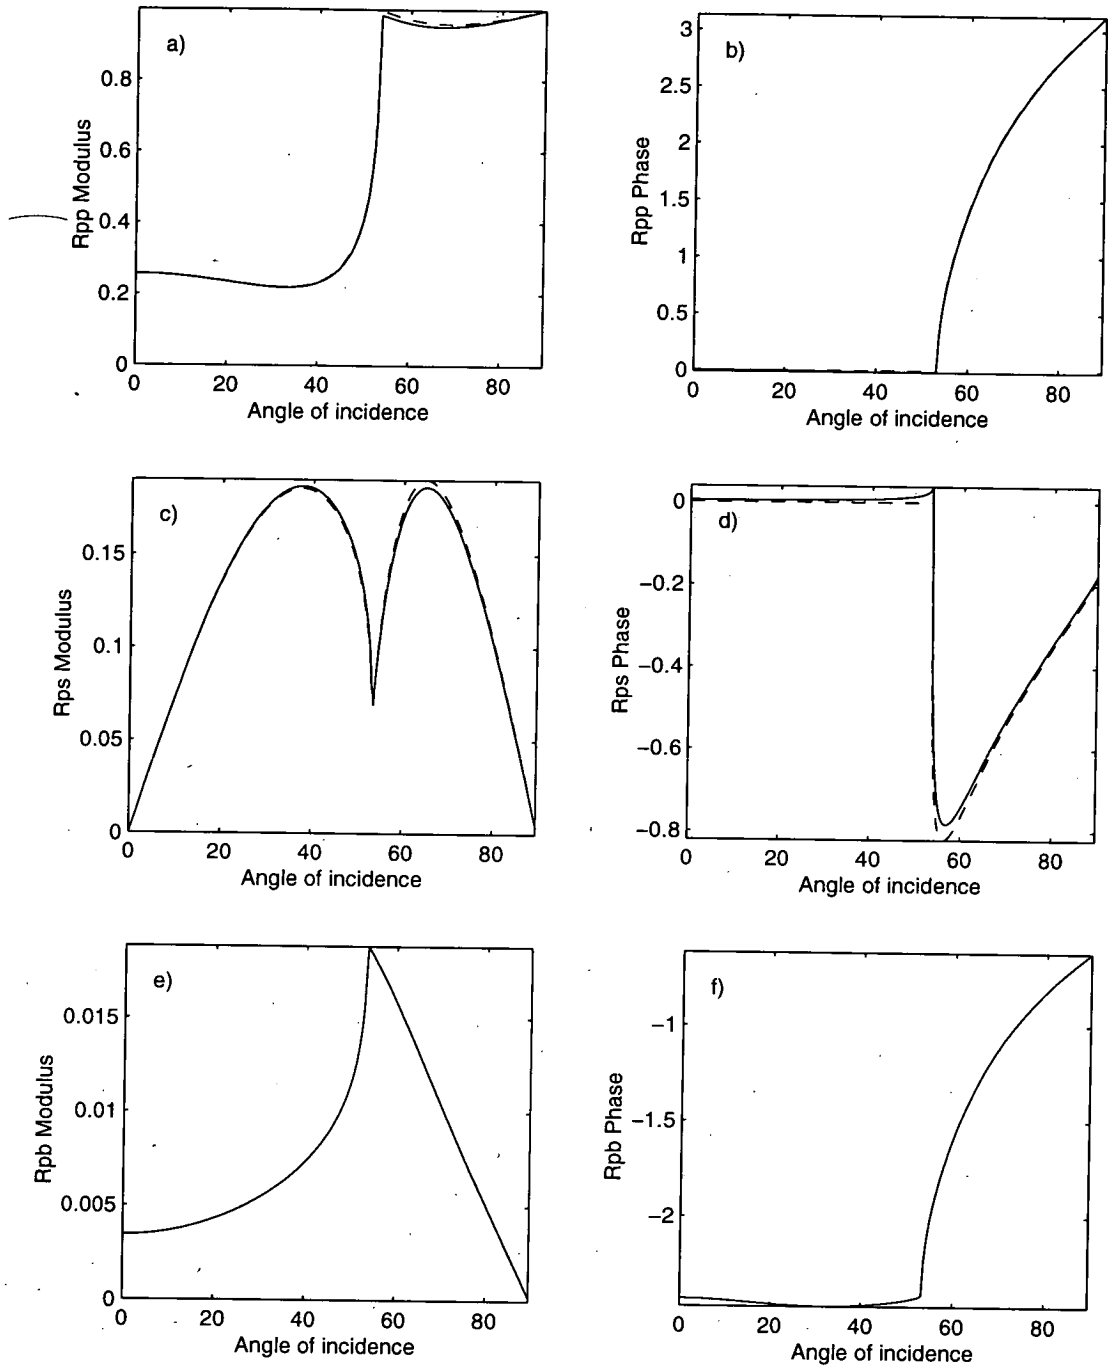 a)
Rpp Modulus
0.8
0.6
0.4
0.2
0
0 20 40 60 80
Angle of incidence
b)
Rpp Phase
3
2.5
2
1.5
1
0.5
0
0 20 40 60 80
Angle of incidence
c)
Rps Modulus
0.15
0.1
0.05
0
0 20 40 60 80
Angle of incidence
d)
Rps Phase
0
−0.2
−0.4
−0.6
−0.8
0 20 40 60 80
Angle of incidence
e)
Rpb Modulus
0.015
0.01
0.005
0
0 20 40 60 80
Angle of incidence
f)
Rpb Phase
−1
−1.5
−2
0 20 40 60 80
Angle of incidence